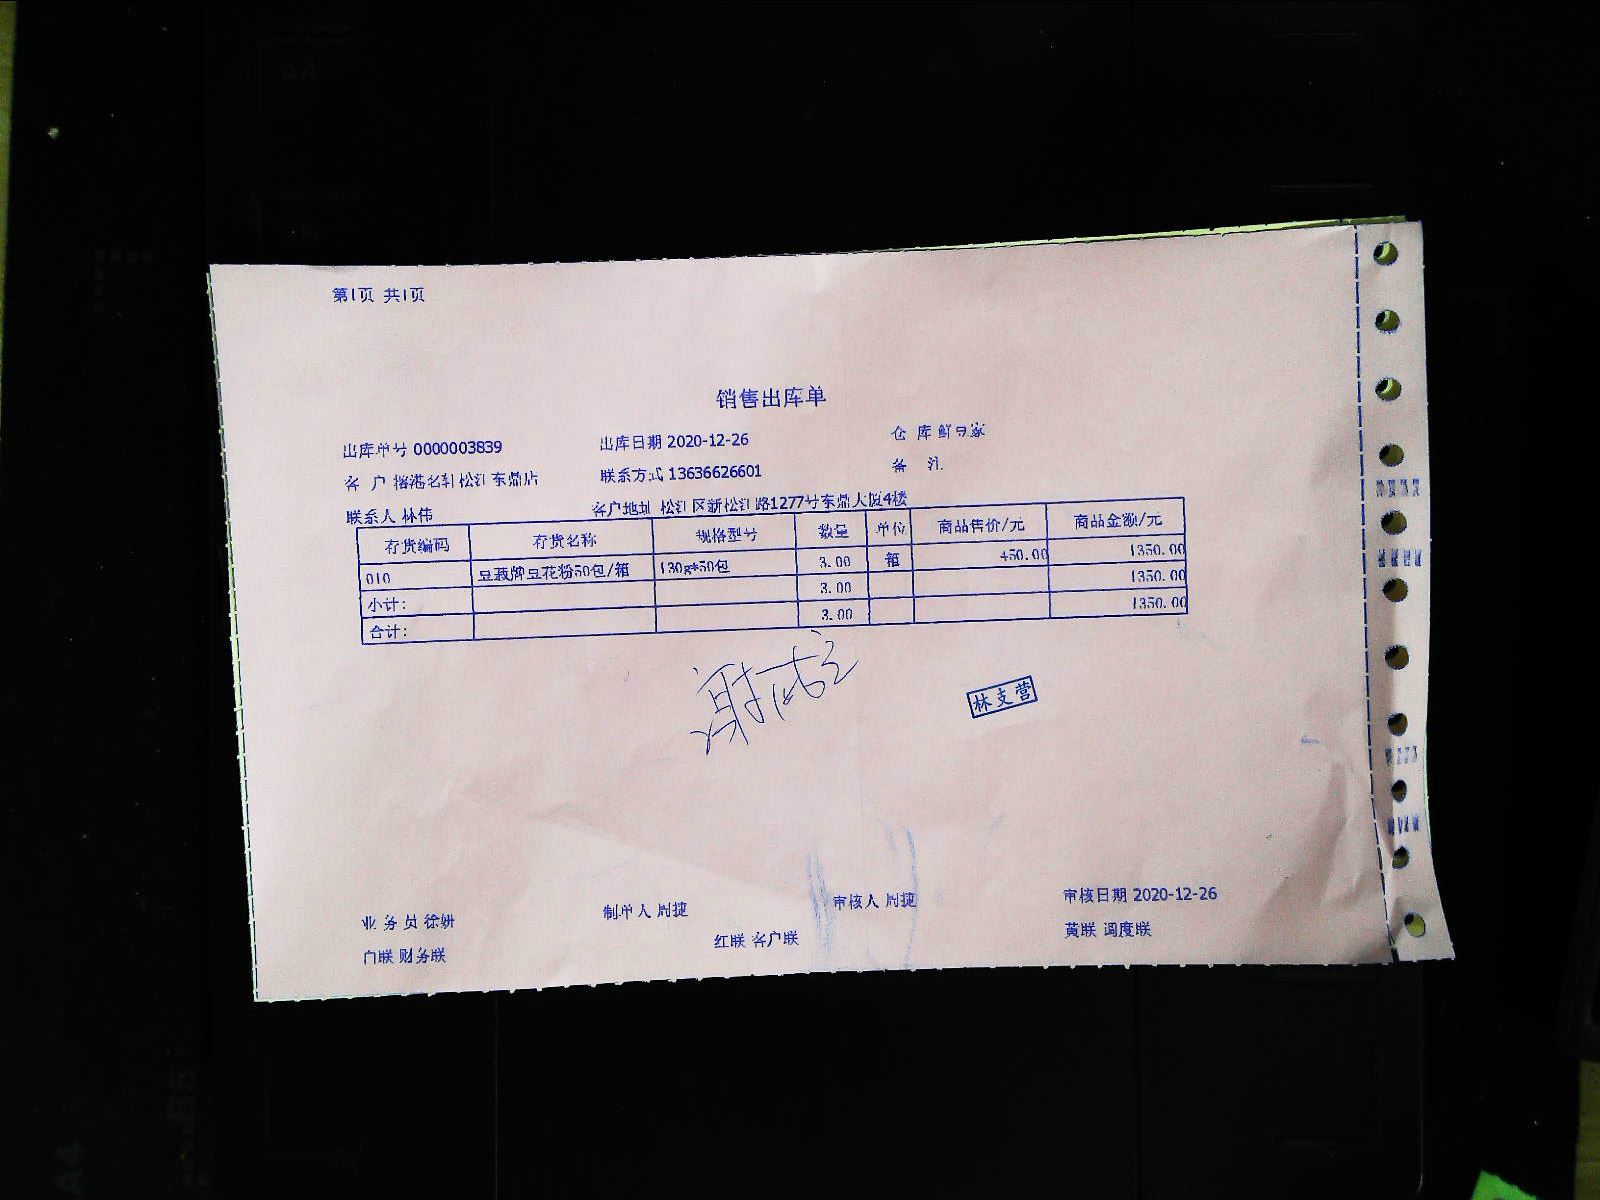 第1页 共1页
销售出库单
出库单号 0000003839 出库日期 2020-12-26 仓 库 鲜
客 户 榕港名轩松江东鼎店 联系方式 13636626601 备 注
联系人 林伟 客户地址 松江区新松江路1277号东鼎大厦4楼
存货编码 存货名称 规格型号 数量 单位 商品售价/元 商品金额/元
010 豆花粉50包/箱 130g*50包 3.00 箱 450.00 1350.00
小计: 3.00 1350.00
合计: 3.00 1350.00
林支营
业 务 员 徐妍 制单人 周捷 审核人 周捷 审核日期 2020-12-26
门联 财务联 红联 客户联 黄联 调度联